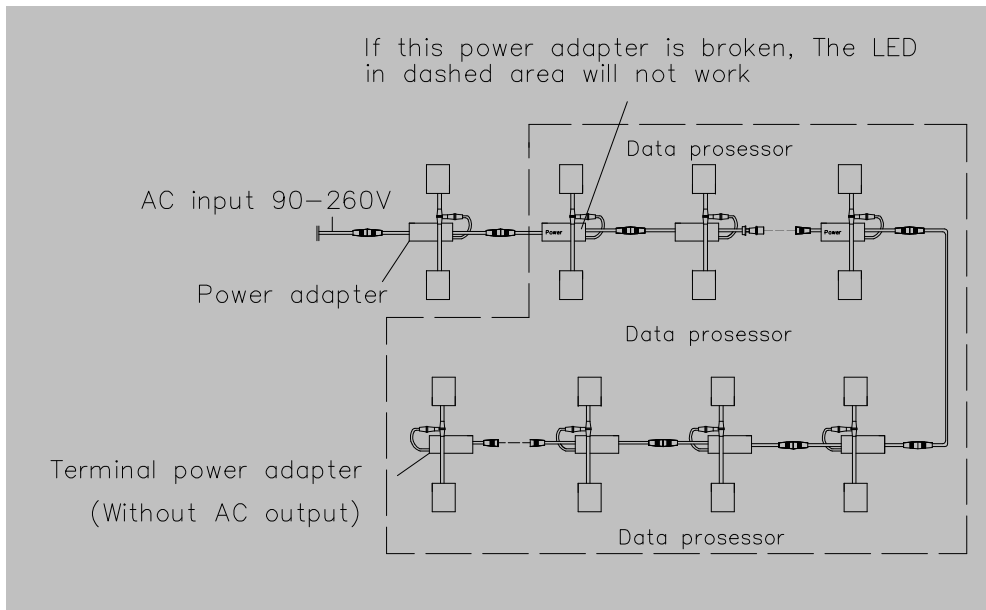 If this power adapter is broken, The LED
in dashed area will not work
Data prosessor
AC input 90-260V
Power
Power
Power adapter
Data prosessor
Terminal power adapter
(Without AC output)
Data prosessor